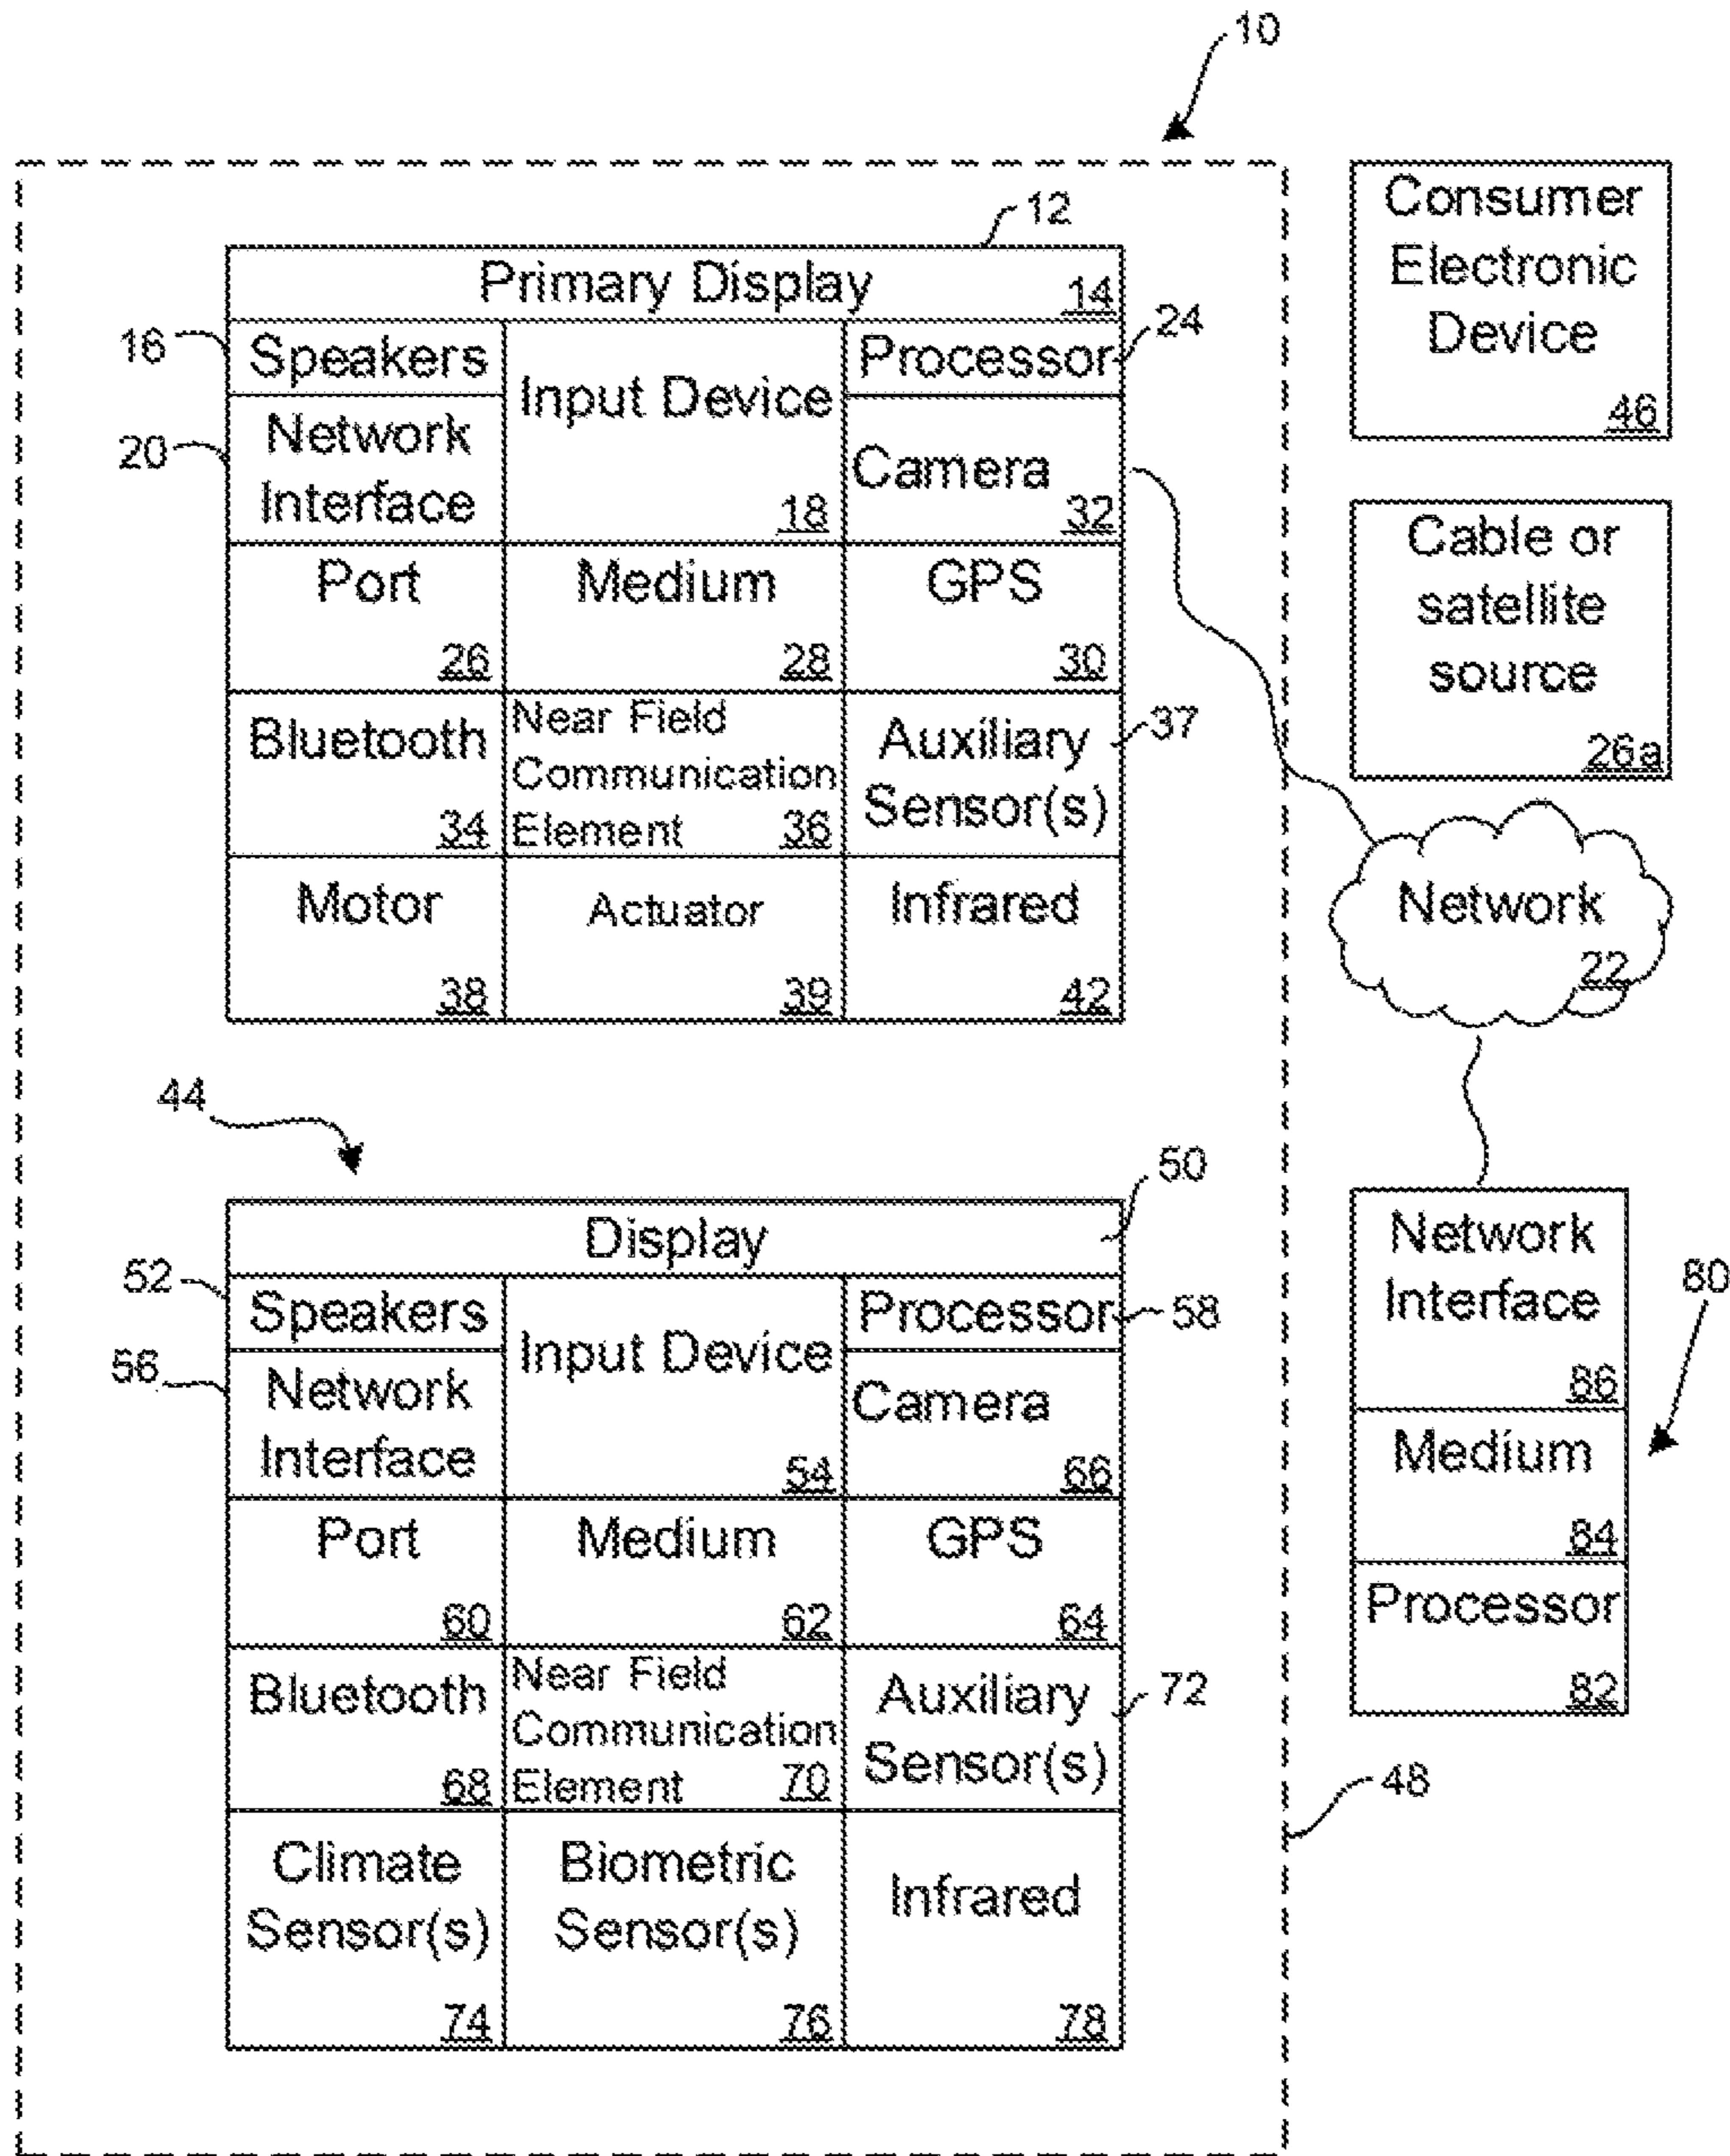 10
12
Primary Display 14
16 Speakers
Input Device 18
Processor 24
20 Network
Interface
Camera 32
Port 26
Medium 28
GPS 30
Bluetooth 34
Near Field
Communication
Element 36
Auxiliary
Sensor(s) 37
Motor 38
Actuator 39
Infrared 42
Consumer
Electronic
Device
46
Cable or
satellite
source
26a
Network
22
44
Display 50
52 Speakers
Input Device 54
Processor 58
56 Network
Interface
Camera 66
Port 60
Medium 62
GPS 64
Bluetooth 68
Near Field
Communication
Element 70
Auxiliary
Sensor(s) 72
Climate
Sensor(s)
74
Biometric
Sensor(s)
76
Infrared
78
48
Network
Interface
86
Medium
84
Processor
82
80